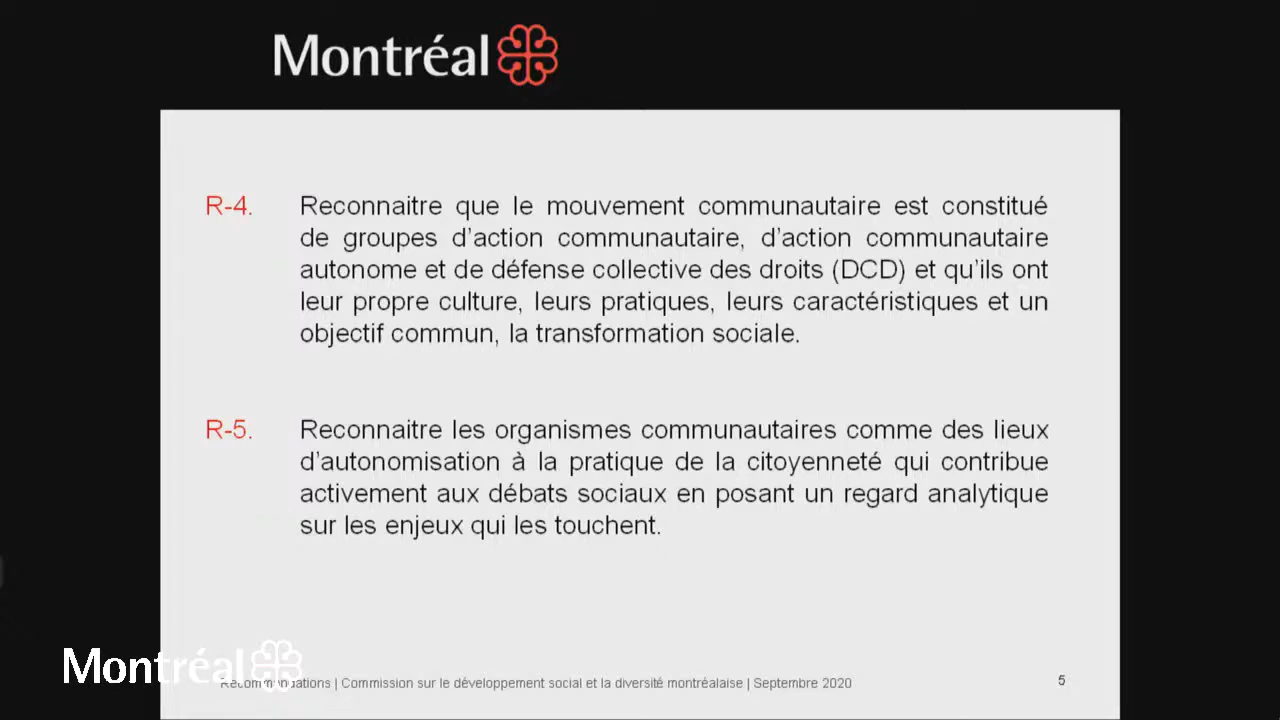 Montréal
R-4. Reconnaitre que le mouvement communautaire est constitué
de groupes d’action communautaire, d’action communautaire
autonome et de défense collective des droits (DCD) et qu’ils ont
leur propre culture, leurs pratiques, leurs caractéristiques et un
objectif commun, la transformation sociale.
R-5. Reconnaitre les organismes communautaires comme des lieux
d’autonomisation à la pratique de la citoyenneté qui contribue
activement aux débats sociaux en posant un regard analytique
sur les enjeux qui les touchent.
Montréal
Recommandations | Commission sur le développement social et la diversité montréalaise | Septembre 2020
5